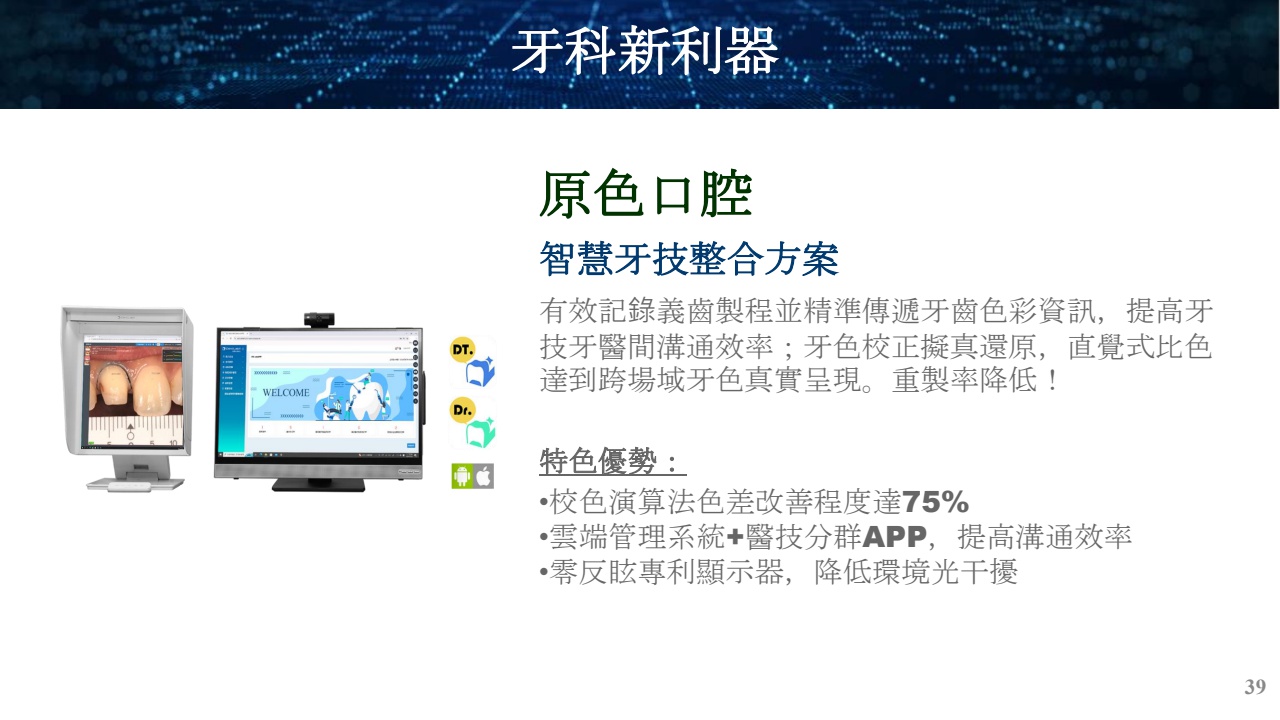 牙科新利器
原色口腔
智慧牙技整合方案
有效記錄義齒製程並精準傳遞牙齒色彩資訊，提高牙
技牙醫間溝通效率；牙色校正擬真還原，直覺式比色
達到跨場域牙色真實呈現。重製率降低！
WELCOME
DT.
Dr.
0 5 10
特色優勢：
•校色演算法色差改善程度達75%
•雲端管理系統+醫技分群APP，提高溝通效率
•零反眩專利顯示器，降低環境光干擾
39